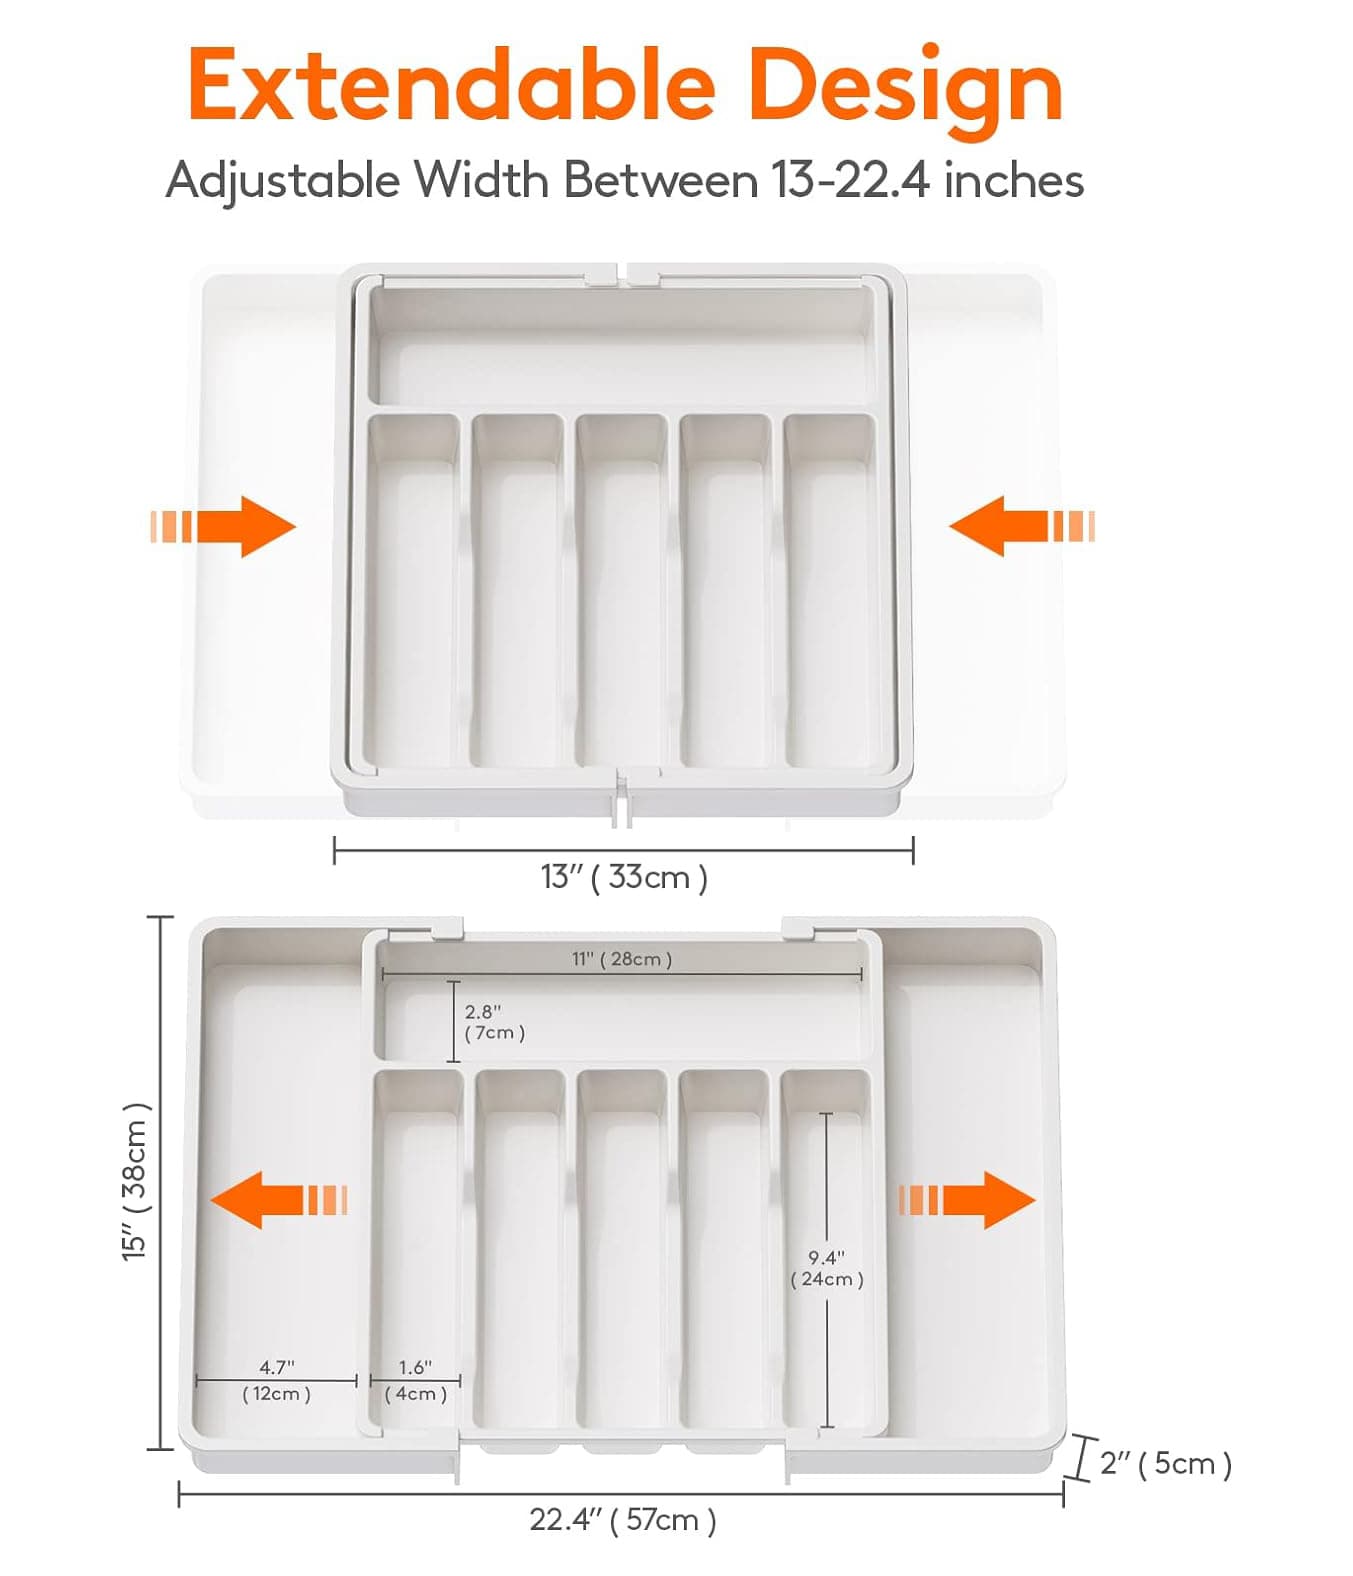 Extendable Design
Adjustable Width Between 13-22.4 inches
13″ ( 33cm )
11" ( 28cm )
2.8"
( 7cm )
15″ ( 38cm )
9.4"
( 24cm )
4.7"
( 12cm )
1.6"
( 4cm )
2″ ( 5cm )
22.4″ ( 57cm )